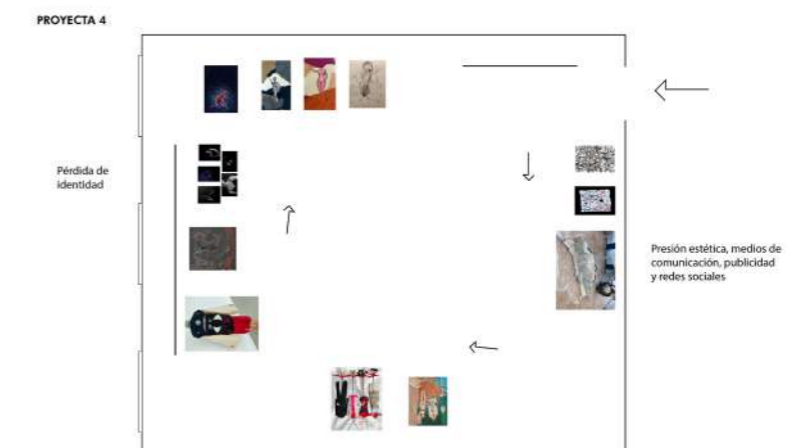 PROYECTA 4
Pérdida de
identidad
Presión estética, medios de
comunicación, publicidad
y redes sociales